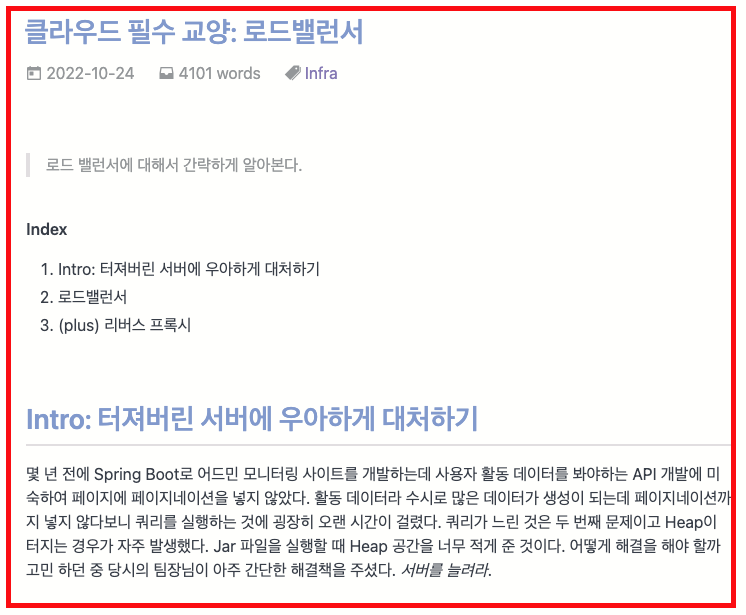 클라우드 필수 교양: 로드밸런서
2022-10-24 4101 words Infra
로드 밸런서에 대해서 간략하게 알아본다.
Index
1. Intro: 터져버린 서버에 우아하게 대처하기
2. 로드밸런서
3. (plus) 리버스 프록시
Intro: 터져버린 서버에 우아하게 대처하기
몇 년 전에 Spring Boot로 어드민 모니터링 사이트를 개발하는데 사용자 활동 데이터를 봐야하는 API 개발에 미
숙하여 페이지에 페이지네이션을 넣지 않았다. 활동 데이터라 수시로 많은 데이터가 생성이 되는데 페이지네이션까
지 넣지 않다보니 쿼리를 실행하는 것에 굉장히 오랜 시간이 걸렸다. 쿼리가 느린 것은 두 번째 문제이고 Heap이
터지는 경우가 자주 발생했다. Jar 파일을 실행할 때 Heap 공간을 너무 적게 준 것이다. 어떻게 해결을 해야 할까
고민 하던 중 당시의 팀장님이 아주 간단한 해결책을 주셨다. 서버를 늘려라.